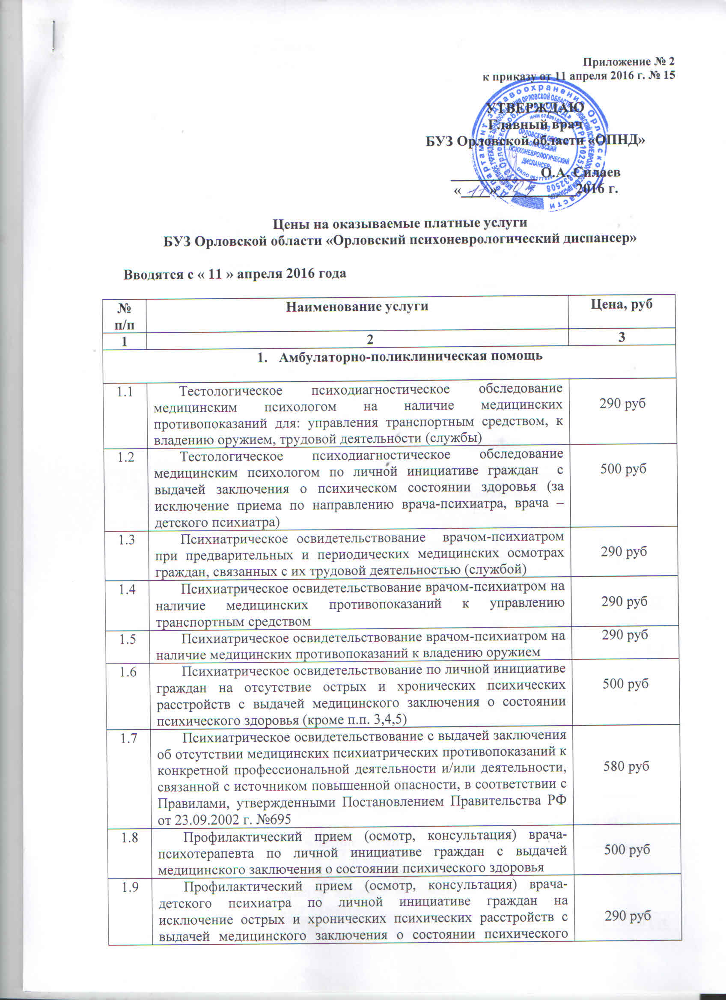 Приложение № 2
к приказу от 11 апреля 2016 г. № 15
УТВЕРЖДАЮ
Главный врач
БУЗ Орловской области «ОПНД»
О.А. Силаев
«11» 04 2016 г.
Департамент здравоохранения Орловской области
ОРЛОВСКОЙ ОБЛАСТИ
ПСИХОНЕВРОЛОГИЧЕСКИЙ
ДИСПАНСЕР»
Цены на оказываемые платные услуги
БУЗ Орловской области «Орловский психоневрологический диспансер»
Вводятся с « 11 » апреля 2016 года
№ Наименование услуги Цена, руб
п/п
1 2 3
1. Амбулаторно-поликлиническая помощь
1.1 Тестологическое психодиагностическое обследование
медицинским психологом на наличие медицинских 290 руб
противопоказаний для: управления транспортным средством, к
владению оружием, трудовой деятельности (службы)
1.2 Тестологическое психодиагностическое обследование
медицинским психологом по личной инициативе граждан с 500 руб
выдачей заключения о психическом состоянии здоровья (за
исключение приема по направлению врача-психиатра, врача –
детского психиатра)
1.3 Психиатрическое освидетельствование врачом-психиатром
при предварительных и периодических медицинских осмотрах 290 руб
граждан, связанных с их трудовой деятельностью (службой)
1.4 Психиатрическое освидетельствование врачом-психиатром на
наличие медицинских противопоказаний к управлению 290 руб
транспортным средством
1.5 Психиатрическое освидетельствование врачом-психиатром на 290 руб
наличие медицинских противопоказаний к владению оружием
1.6 Психиатрическое освидетельствование по личной инициативе
граждан на отсутствие острых и хронических психических 500 руб
расстройств с выдачей медицинского заключения о состоянии
психического здоровья (кроме п.п. 3,4,5)
1.7 Психиатрическое освидетельствование с выдачей заключения
об отсутствии медицинских психиатрических противопоказаний к
конкретной профессиональной деятельности и/или деятельности, 580 руб
связанной с источником повышенной опасности, в соответствии с
Правилами, утвержденными Постановлением Правительства РФ
от 23.09.2002 г. №695
1.8 Профилактический прием (осмотр, консультация) врача-
психотерапевта по личной инициативе граждан с выдачей 500 руб
медицинского заключения о состоянии психического здоровья
1.9 Профилактический прием (осмотр, консультация) врача-
детского психиатра по личной инициативе граждан на
исключение острых и хронических психических расстройств с 290 руб
выдачей медицинского заключения о состоянии психического